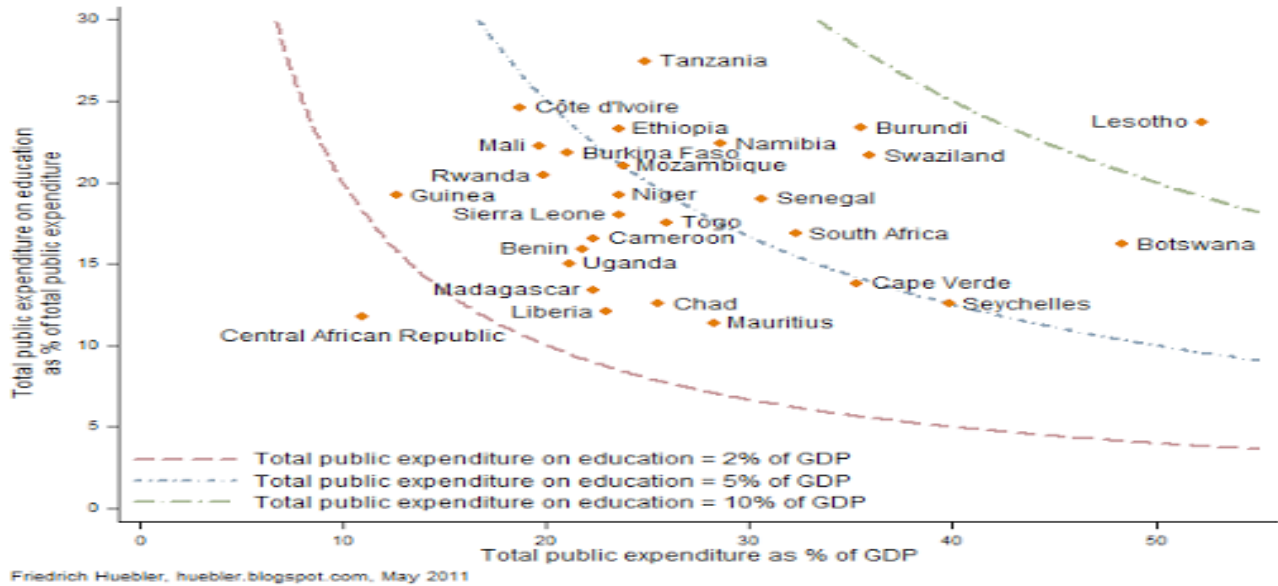 Total public expenditure on education
as % of total public expenditure
30
25
20
15
10
5
0
Tanzania
Côte d'Ivoire
Ethiopia
Burundi
Lesotho
Mali
Burkina Faso
Namibia
Mozambique
Swaziland
Rwanda
Guinea
Niger
Senegal
Sierra Leone
Togo
Cameroon
South Africa
Benin
Botswana
Uganda
Madagascar
Chad
Cape Verde
Liberia
Seychelles
Mauritius
Central African Republic
Total public expenditure on education = 2% of GDP
Total public expenditure on education = 5% of GDP
Total public expenditure on education = 10% of GDP
0 10 20 30 40 50
Total public expenditure as % of GDP
Friedrich Huebler, huebler.blogspot.com, May 2011